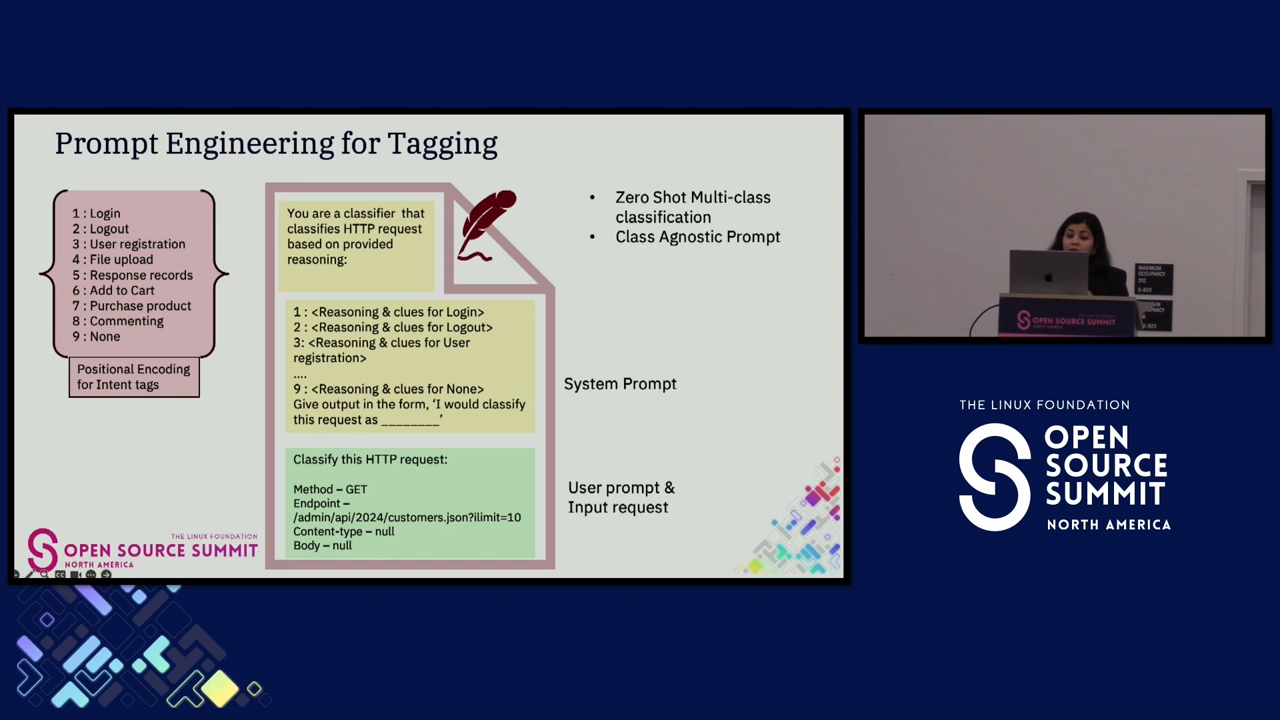 Prompt Engineering for Tagging
1 : Login
2 : Logout
3 : User registration
4 : File upload
5 : Response records
6 : Add to Cart
7 : Purchase product
8 : Commenting
9 : None
Positional Encoding
for Intent tags
You are a classifier that
classifies HTTP request
based on provided
reasoning:
1 : <Reasoning & clues for Login>
2 : <Reasoning & clues for Logout>
3: <Reasoning & clues for User
registration>
....
9 : <Reasoning & clues for None>
Give output in the form, ‘I would classify
this request as ________’
Classify this HTTP request:
Method – GET
Endpoint –
/admin/api/2024/customers.json?ilimit=10
Content-type – null
Body – null
• Zero Shot Multi-class
classification
• Class Agnostic Prompt
System Prompt
User prompt &
Input request
THE LINUX FOUNDATION
OPEN SOURCE SUMMIT
NORTH AMERICA
MAXIMUM
OCCUPANCY
312
OPEN SOURCE SUMMIT
NORTH AMERICA
THE LINUX FOUNDATION
OPEN
SOURCE
SUMMIT
NORTH AMERICA